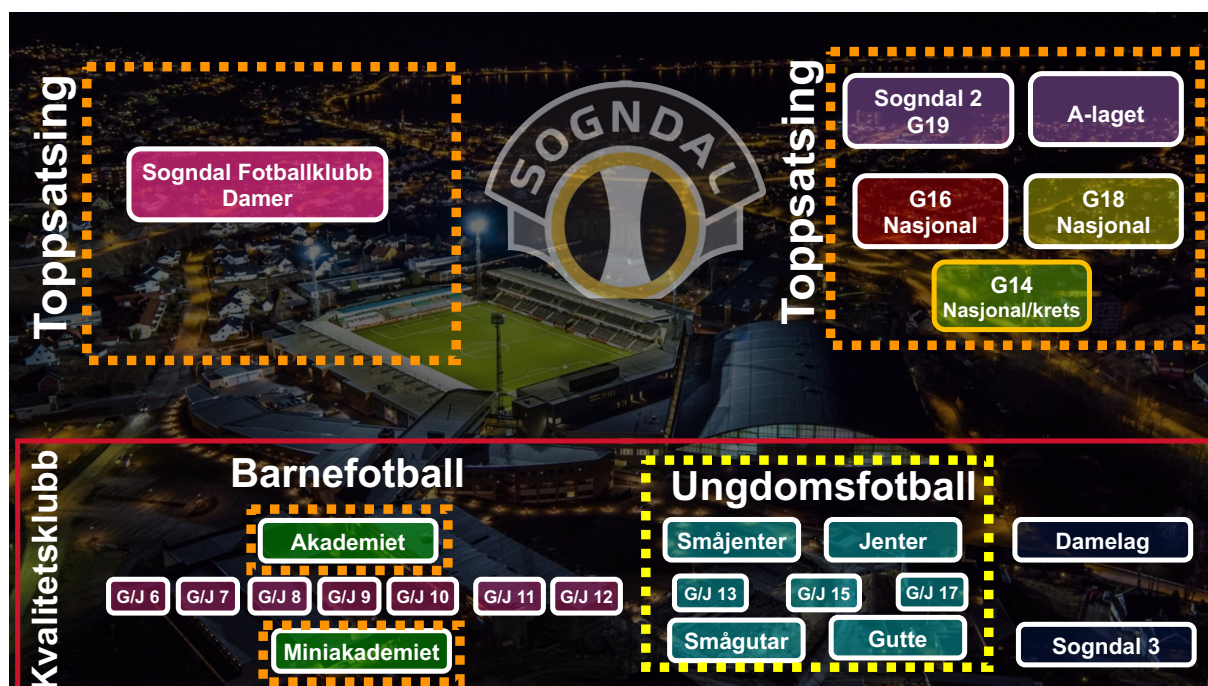 Toppsatsing
Sogndal Fotballklubb
Damer
SOGNDAL
Toppsatsing
Sogndal 2
G19
A-laget
G16
Nasjonal
G18
Nasjonal
G14
Nasjonal/krets
Kvalitetsklubb
Barnefotball
Akademiet
G/J 6
G/J 7
G/J 8
G/J 9
G/J 10
G/J 11
G/J 12
Miniakademiet
Ungdomsfotball
Småjenter
Jenter
G/J 13
G/J 15
G/J 17
Smågutar
Gutte
Damelag
Sogndal 3